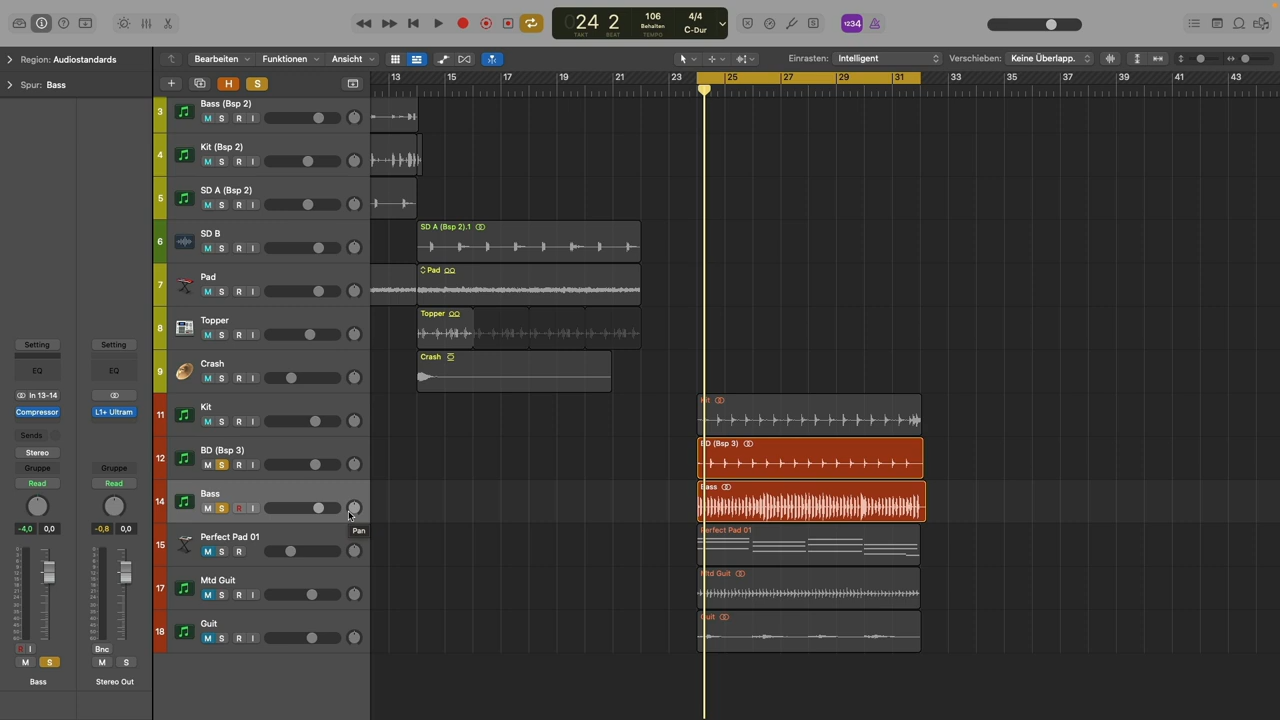 24 2
106
4/4
TAKT
BEAT
Behalten
TEMPO
C-Dur
1234
Region: Audiostandards
Spur: Bass
Bearbeiten
Funktionen
Ansicht
Einrasten:
Intelligent
Verschieben:
Keine Überlapp.
H
S
13
15
17
19
21
23
25
27
29
31
33
35
37
39
41
43
3
Bass (Bsp 2)
M S R I
4
Kit (Bsp 2)
M S R I
5
SD A (Bsp 2)
M S R I
6
SD B
M S R I
SD A (Bsp 2).1
7
Pad
M S R I
Pad
8
Topper
M S R I
Topper
9
Crash
M S R I
Crash
11
Kit
M S R I
12
BD (Bsp 3)
M S R I
BD (Bsp 3)
14
Bass
M S R I
Bass
Pan
15
Perfect Pad 01
M S R
Perfect Pad 01
17
Mtd Guit
M S R I
Mtd Guit
18
Guit
M S R I
Setting
Setting
EQ
EQ
In 13-14
Compressor
L1+ Ultram
Sends
Stereo
Gruppe
Gruppe
Read
Read
-4,0
0,0
-0,8
0,0
R I
Bnc
M S
M S
Bass
Stereo Out